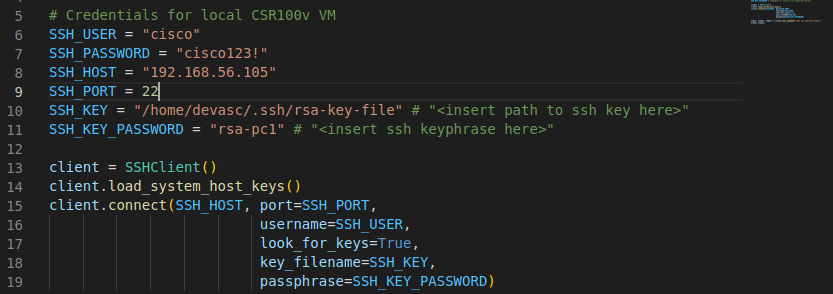 5 # Credentials for local CSR100v VM
6 SSH_USER = "cisco"
7 SSH_PASSWORD = "cisco123!"
8 SSH_HOST = "192.168.56.105"
9 SSH_PORT = 22
10 SSH_KEY = "/home/devasc/.ssh/rsa-key-file" # "<insert path to ssh key here>"
11 SSH_KEY_PASSWORD = "rsa-pc1" # "<insert ssh keyphrase here>"
12
13 client = SSHClient()
14 client.load_system_host_keys()
15 client.connect(SSH_HOST, port=SSH_PORT,
16 username=SSH_USER,
17 look_for_keys=True,
18 key_filename=SSH_KEY,
19 passphrase=SSH_KEY_PASSWORD)